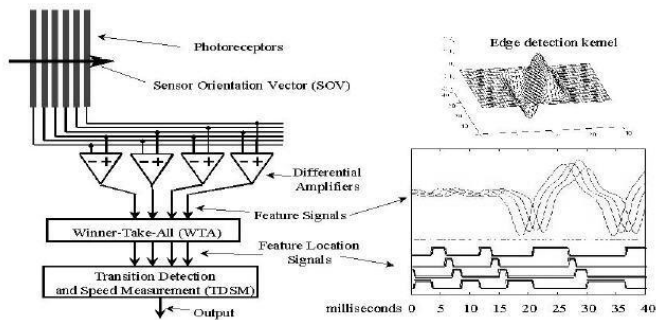 Photoreceptors
Sensor Orientation Vector (SOV)
Edge detection kernel
Differential
Amplifiers
Feature Signals
Winner-Take-All (WTA)
Feature Location
Signals
Transition Detection
and Speed Measurement (TDSM)
Output
milliseconds 0 5 10 15 20 25 30 35 40